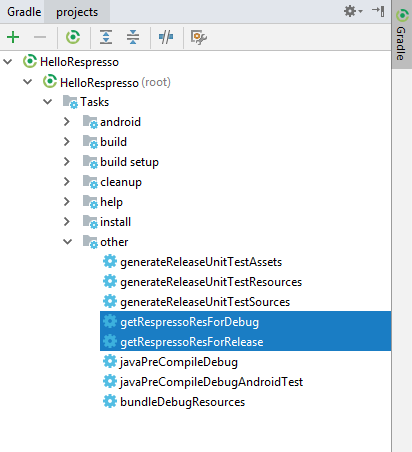 Gradle projects
Gradle
HelloRespresso
HelloRespresso (root)
Tasks
android
build
build setup
cleanup
help
install
other
generateReleaseUnitTestAssets
generateReleaseUnitTestResources
generateReleaseUnitTestSources
getRespressoResForDebug
getRespressoResForRelease
javaPreCompileDebug
javaPreCompileDebugAndroidTest
bundleDebugResources